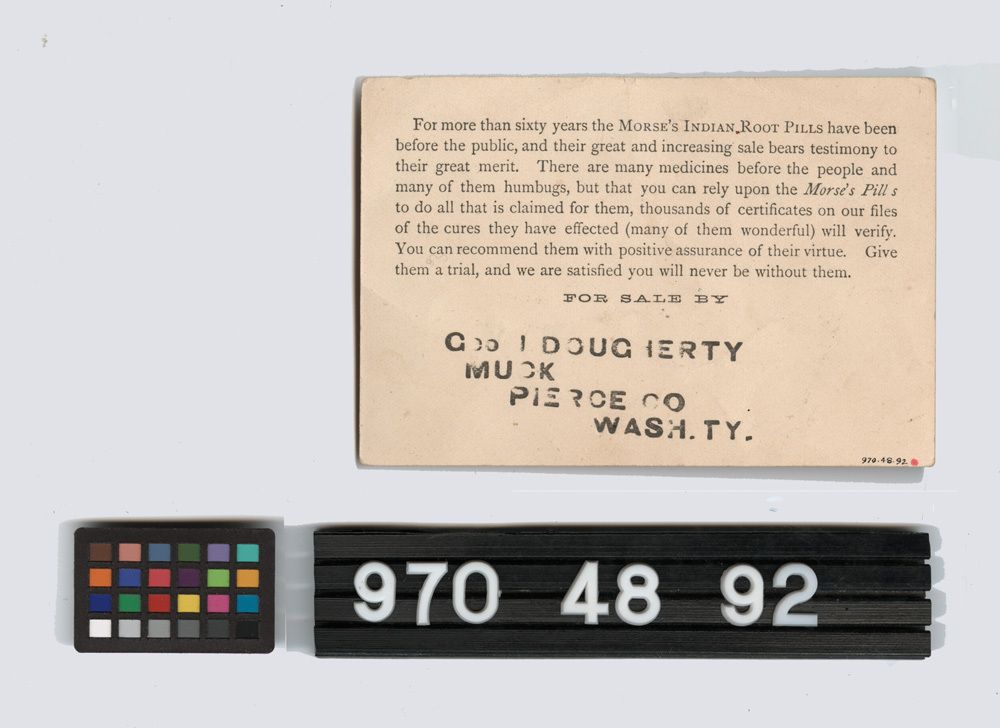 For more than sixty years the MORSE'S INDIAN ROOT PILLS have been
before the public, and their great and increasing sale bears testimony to
their great merit. There are many medicines before the people and
many of them humbugs, but that you can rely upon the Morse's Pills
to do all that is claimed for them, thousands of certificates on our files
of the cures they have effected (many of them wonderful) will verify.
You can recommend them with positive assurance of their virtue. Give
them a trial, and we are satisfied you will never be without them.
FOR SALE BY
DOUGHERTY
MUCK
PIERCE CO
WASH. TY.
970.48.92
970 48 92